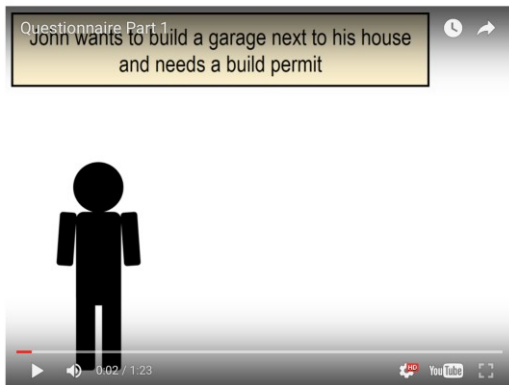 Questionnaire Part 1
John wants to build a garage next to his house
and needs a build permit
0:02 / 1:23
HD
YouTube